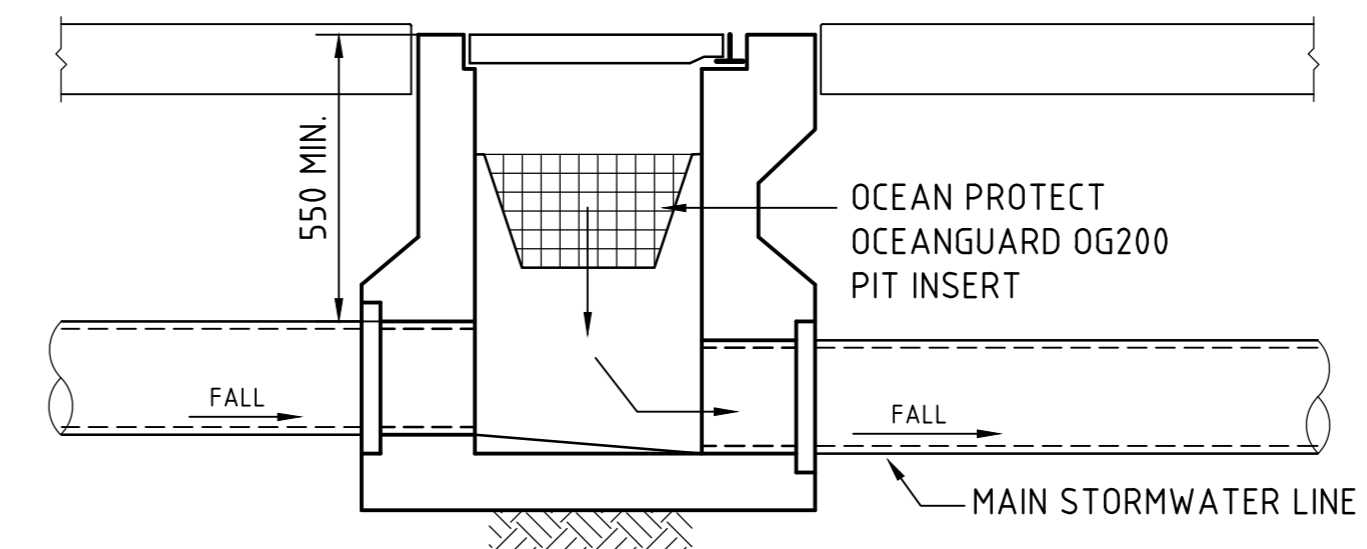 550 MIN.
OCEAN PROTECT
OCEANGUARD OG200
PIT INSERT
FALL
FALL
MAIN STORMWATER LINE